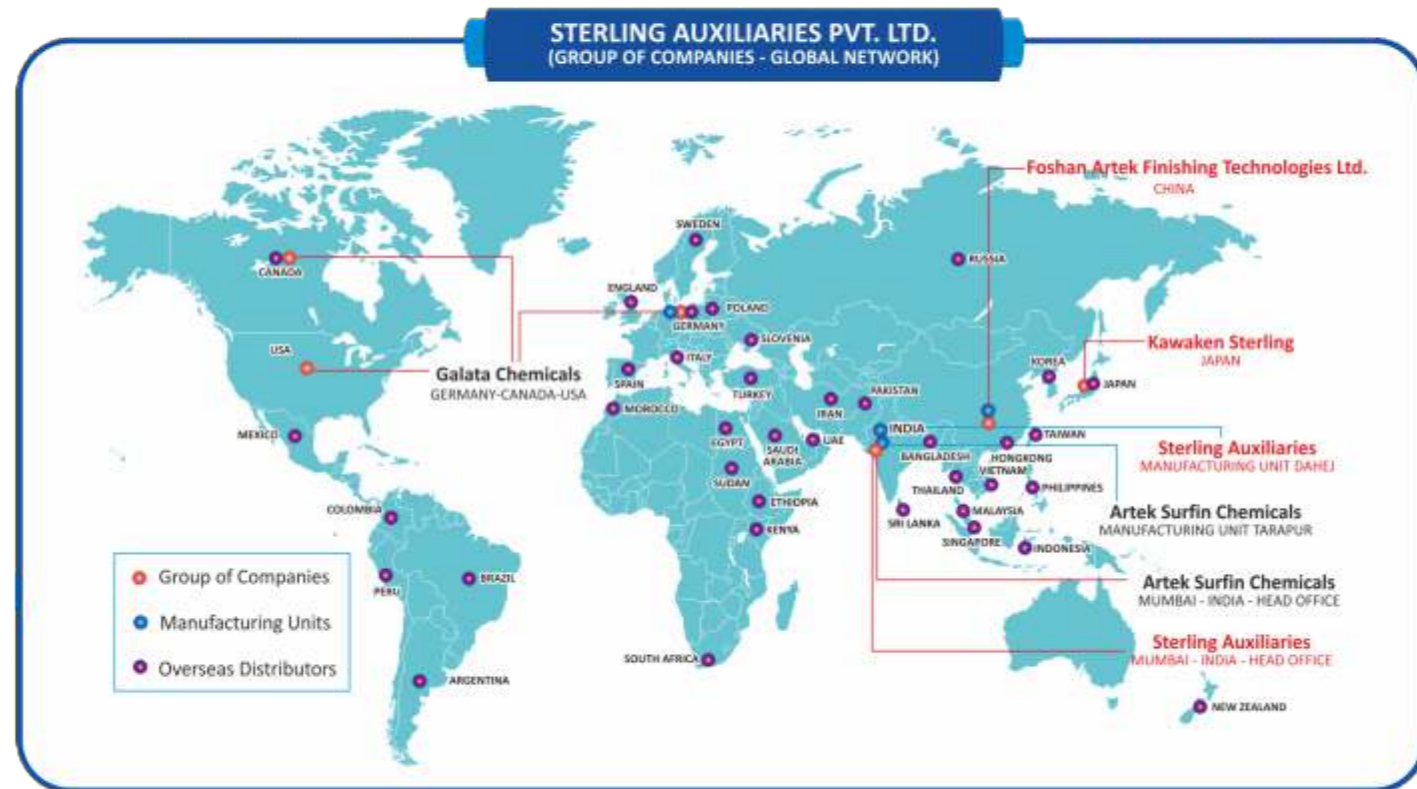 STERLING AUXILIARIES PVT. LTD.
(GROUP OF COMPANIES - GLOBAL NETWORK)
Foshan Artek Finishing Technologies Ltd.
CHINA
SWEDEN
RUSSIA
CANADA
ENGLAND
POLAND
GERMANY
SLOVENIA
USA
ITALY
Kawaken Sterling
JAPAN
KOREA
Galata Chemicals
GERMANY-CANADA-USA
SPAIN
TURKEY
JAPAN
IRAN
PAKISTAN
MOROCCO
MEXICO
EGYPT
SAUDI
ARABIA
UAE
INDIA
BANGLADESH
HONGKONG
TAIWAN
Sterling Auxiliaries
MANUFACTURING UNIT DAHEJ
SUDAN
VIETNAM
THAILAND
PHILIPPINES
ETHIOPIA
COLOMBIA
SRI LANKA
MALAYSIA
Artek Surfin Chemicals
MANUFACTURING UNIT TARAPUR
KENYA
SINGAPORE
INDONESIA
Group of Companies
Manufacturing Units
Overseas Distributors
PERU
BRAZIL
Artek Surfin Chemicals
MUMBAI - INDIA - HEAD OFFICE
Sterling Auxiliaries
MUMBAI - INDIA - HEAD OFFICE
SOUTH AFRICA
ARGENTINA
NEW ZEALAND